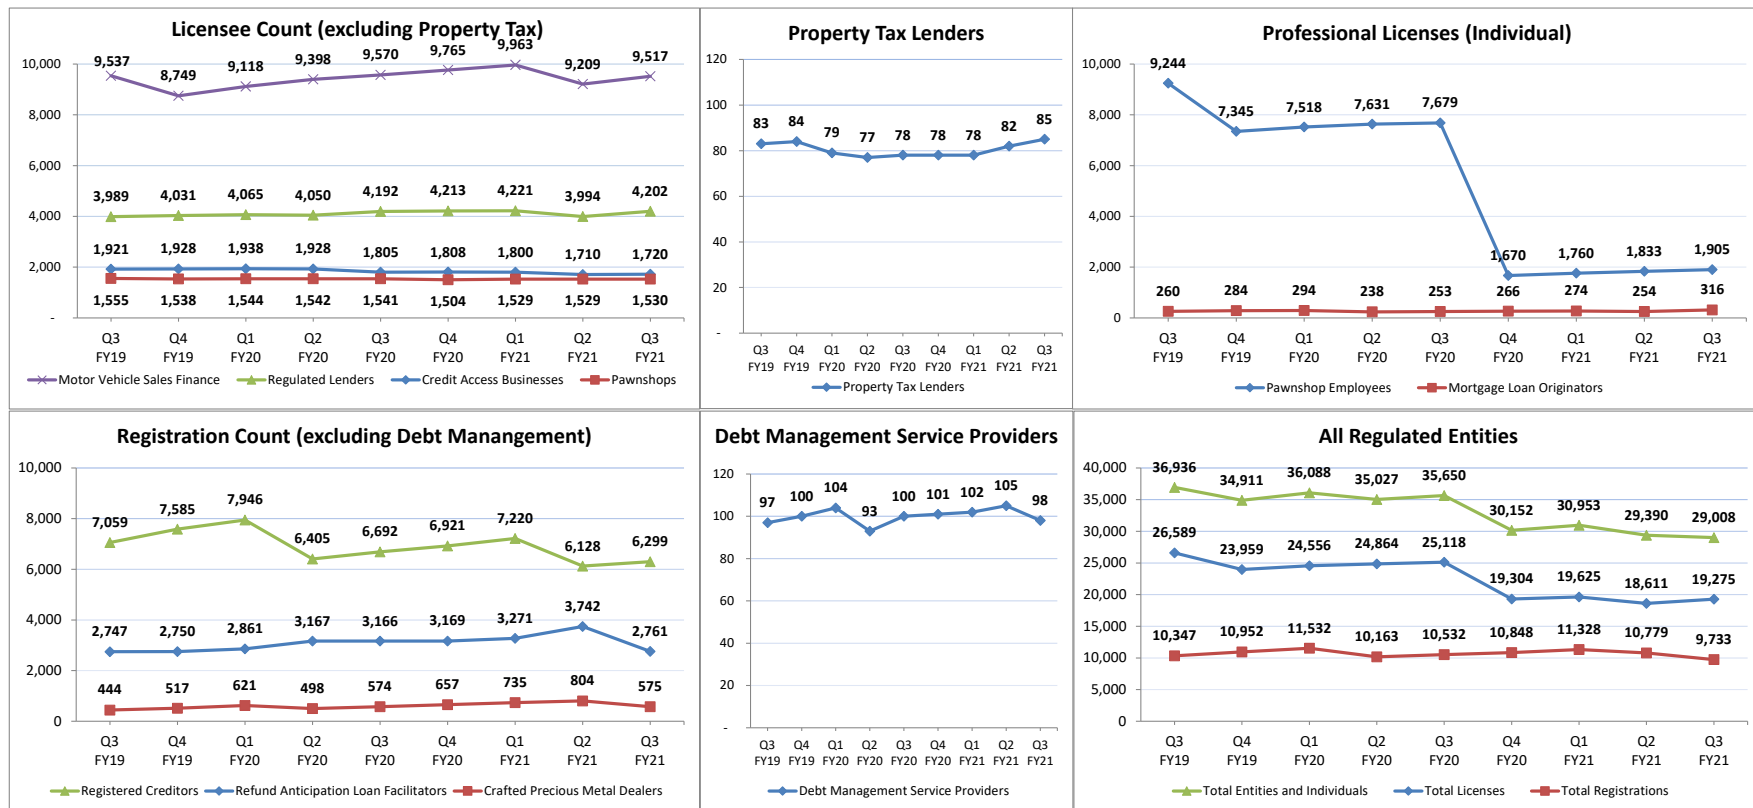 Licensee Count (excluding Property Tax)
10,000
8,000
6,000
4,000
2,000
-
9,537 8,749 9,118 9,398 9,570 9,765 9,963 9,209 9,517
3,989 4,031 4,065 4,050 4,192 4,213 4,221 3,994 4,202
1,921 1,928 1,938 1,928 1,805 1,808 1,800 1,710 1,720
1,555 1,538 1,544 1,542 1,541 1,504 1,529 1,529 1,530
Q3 Q4 Q1 Q2 Q3 Q4 Q1 Q2 Q3
FY19 FY19 FY20 FY20 FY20 FY20 FY21 FY21 FY21
Motor Vehicle Sales Finance Regulated Lenders Credit Access Businesses Pawnshops
Property Tax Lenders
120
100
80
60
40
20
-
83 84 79 77 78 78 78 82 85
Q3 Q4 Q1 Q2 Q3 Q4 Q1 Q2 Q3
FY19 FY19 FY20 FY20 FY20 FY20 FY21 FY21 FY21
Property Tax Lenders
Professional Licenses (Individual)
10,000
8,000
6,000
4,000
2,000
0
9,244 7,345 7,518 7,631 7,679 1,670 1,760 1,833 1,905
260 284 294 238 253 266 274 254 316
Q3 Q4 Q1 Q2 Q3 Q4 Q1 Q2 Q3
FY19 FY19 FY20 FY20 FY20 FY20 FY21 FY21 FY21
Pawnshop Employees Mortgage Loan Originators
Registration Count (excluding Debt Manangement)
10,000
8,000
6,000
4,000
2,000
0
7,059 7,585 7,946 6,405 6,692 6,921 7,220 6,128 6,299
2,747 2,750 2,861 3,167 3,166 3,169 3,271 3,742 2,761
444 517 621 498 574 657 735 804 575
Q3 Q4 Q1 Q2 Q3 Q4 Q1 Q2 Q3
FY19 FY19 FY20 FY20 FY20 FY20 FY21 FY21 FY21
Registered Creditors Refund Anticipation Loan Facilitators Crafted Precious Metal Dealers
Debt Management Service Providers
120
100
80
60
40
20
-
97 100 104 93 100 101 102 105 98
Q3 Q4 Q1 Q2 Q3 Q4 Q1 Q2 Q3
FY19 FY19 FY20 FY20 FY20 FY20 FY21 FY21 FY21
Debt Management Service Providers
All Regulated Entities
40,000
35,000
30,000
25,000
20,000
15,000
10,000
5,000
0
36,936 34,911 36,088 35,027 35,650 30,152 30,953 29,390 29,008
26,589 23,959 24,556 24,864 25,118 19,304 19,625 18,611 19,275
10,347 10,952 11,532 10,163 10,532 10,848 11,328 10,779 9,733
Q3 Q4 Q1 Q2 Q3 Q4 Q1 Q2 Q3
FY19 FY19 FY20 FY20 FY20 FY20 FY21 FY21 FY21
Total Entities and Individuals Total Licenses Total Registrations